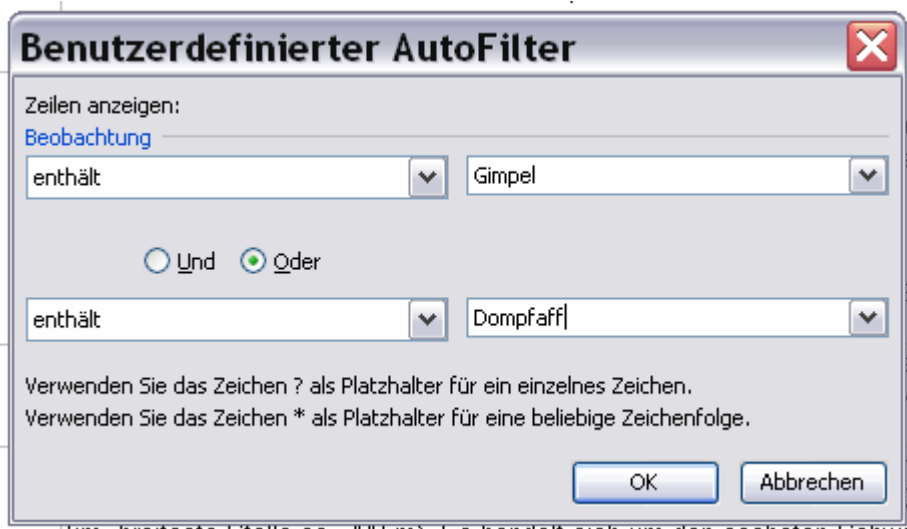 Benutzerdefinierter AutoFilter
Zeilen anzeigen:
Beobachtung
enthält Gimpel
Und Oder
enthält Dompfaff
Verwenden Sie das Zeichen ? als Platzhalter für ein einzelnes Zeichen.
Verwenden Sie das Zeichen * als Platzhalter für eine beliebige Zeichenfolge.
OK Abbrechen